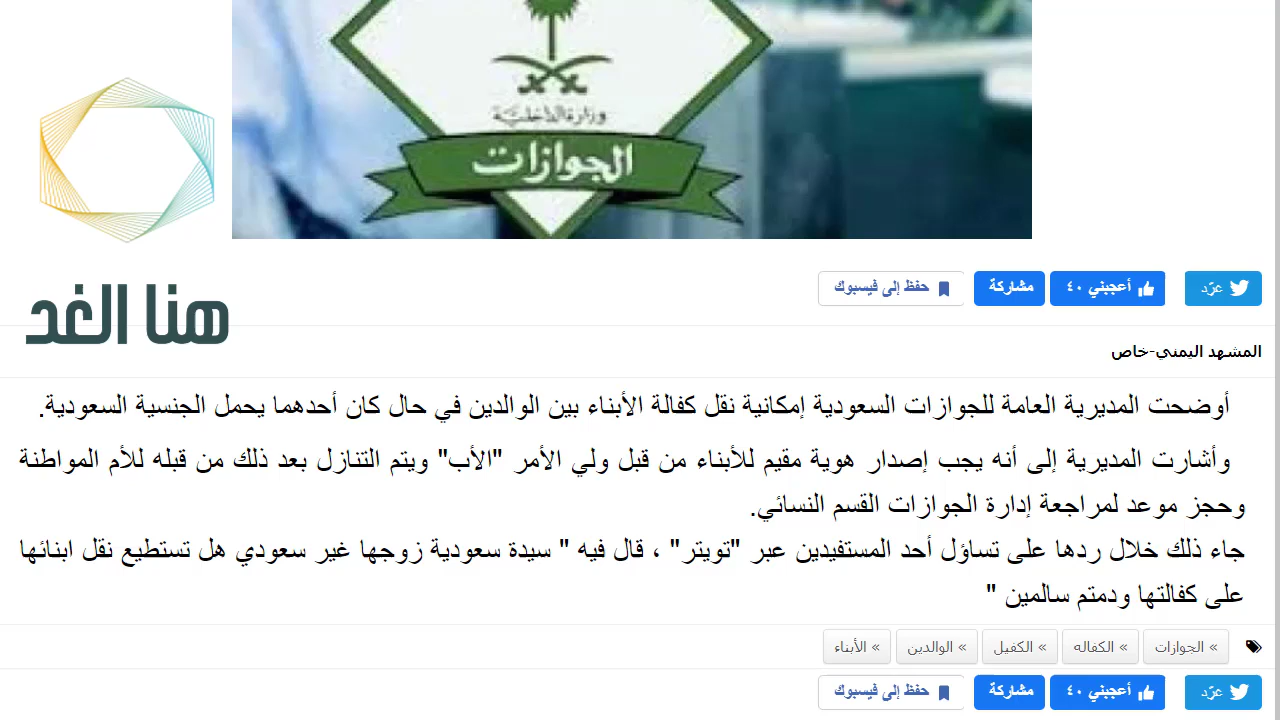 وزارة الداخلية
الجوازات
هنا الغد
غرّد
أعجبني ٤٠
مشاركة
حفظ إلى فيسبوك
المشهد اليمني-خاص
أوضحت المديرية العامة للجوازات السعودية إمكانية نقل كفالة الأبناء بين الوالدين في حال كان أحدهما يحمل الجنسية السعودية.
وأشارت المديرية إلى أنه يجب إصدار هوية مقيم للأبناء من قبل ولي الأمر "الأب" ويتم التنازل بعد ذلك من قبله للأم المواطنة
وحجز موعد لمراجعة إدارة الجوازات القسم النسائي.
جاء ذلك خلال ردها على تساؤل أحد المستفيدين عبر "تويتر" ، قال فيه " سيدة سعودية زوجها غير سعودي هل تستطيع نقل ابنائها
على كفالتها ودمتم سالمين "
» الجوازات
» الكفاله
» الكفيل
» الوالدين
» الأبناء
غرّد
أعجبني ٤٠
مشاركة
حفظ إلى فيسبوك